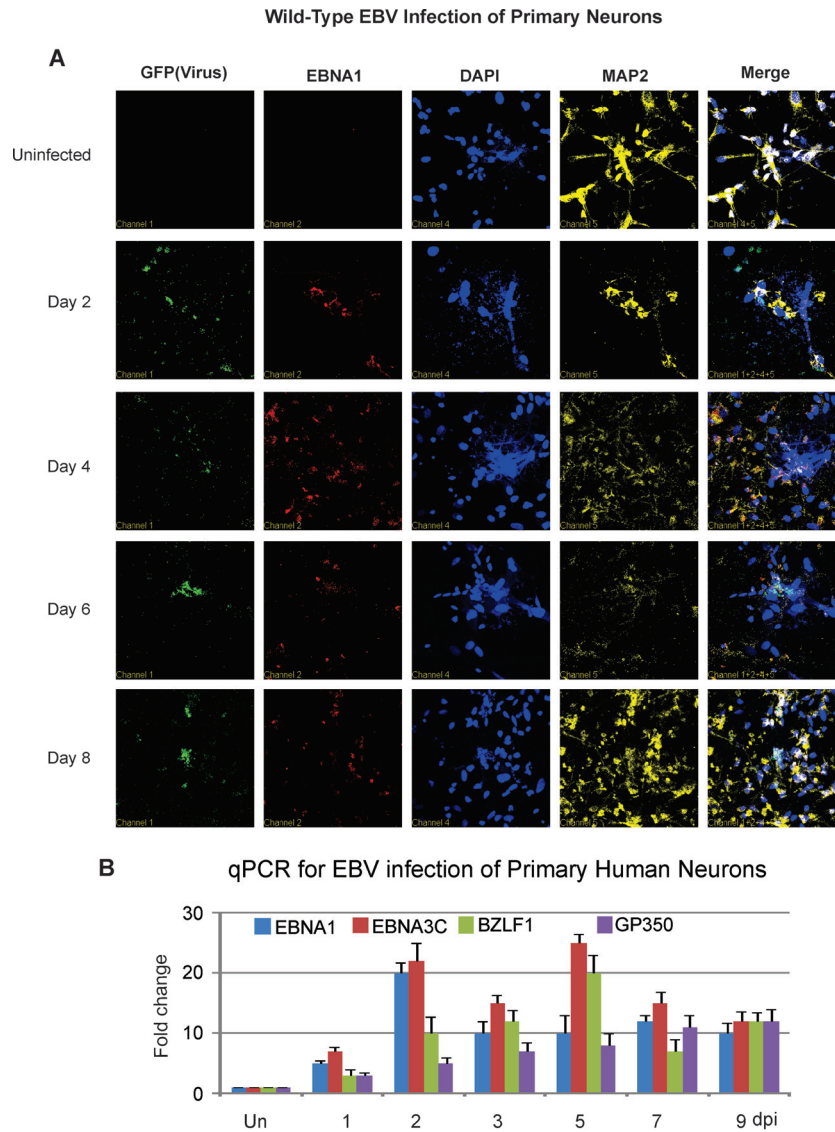 Wild-Type EBV Infection of Primary Neurons
A
GFP(Virus) EBNA1 DAPI MAP2 Merge
Uninfected
Channel 1 Channel 2 Channel 4 Channel 5 Channel 4+5
Day 2
Channel 1 Channel 2 Channel 4 Channel 5 Channel 1+2+4+5
Day 4
Channel 1 Channel 2 Channel 4 Channel 5 Channel 1+2+4+5
Day 6
Channel 1 Channel 2 Channel 4 Channel 5 Channel 1+2+4+5
Day 8
Channel 1 Channel 2 Channel 4 Channel 5 Channel 1+2+4+5
B
qPCR for EBV infection of Primary Human Neurons
EBNA1 EBNA3C BZLF1 GP350
Fold change
30
20
10
0
Un 1 2 3 5 7 9 dpi